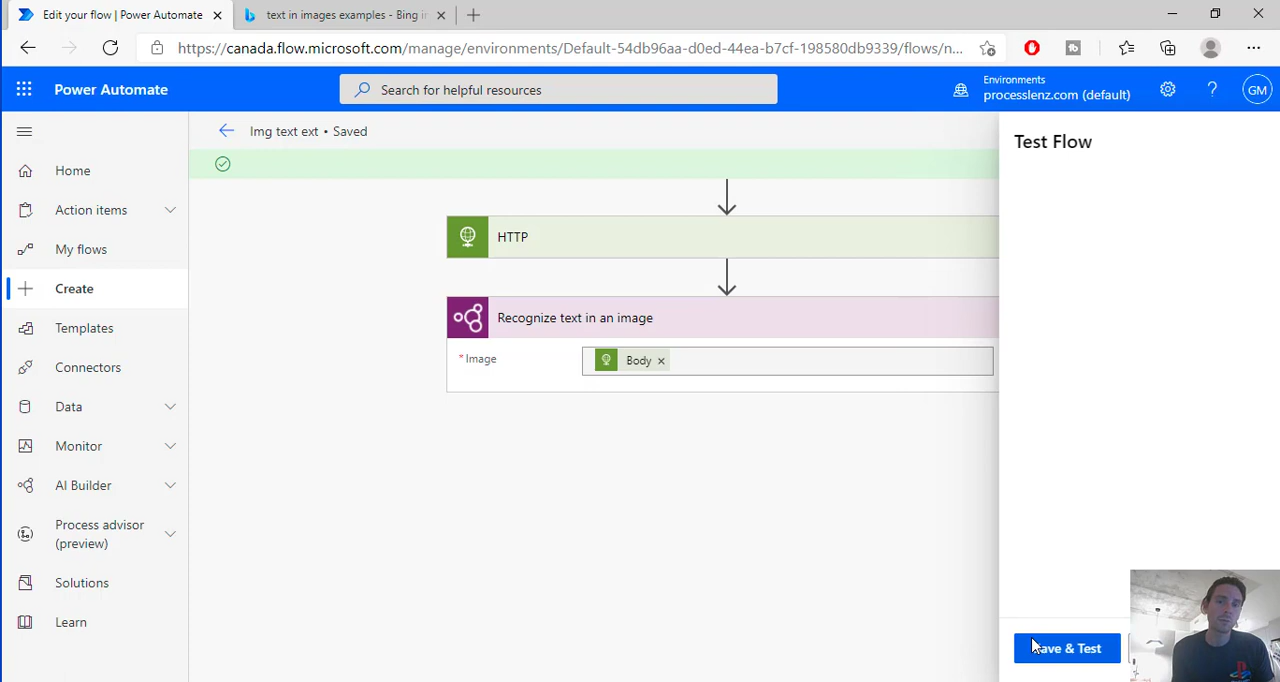 Edit your flow | Power Automate
text in images examples - Bing i
https://canada.flow.microsoft.com/manage/environments/Default-54db96aa-d0ed-44ea-b7cf-198580db9339/flows/n...
Power Automate
Search for helpful resources
Environments
processlenz.com (default)
?
GM
Img text ext • Saved
Test Flow
Home
Action items
My flows
Create
Templates
Connectors
Data
Monitor
AI Builder
Process advisor
(preview)
Solutions
Learn
HTTP
Recognize text in an image
* Image
Body ×
& Test